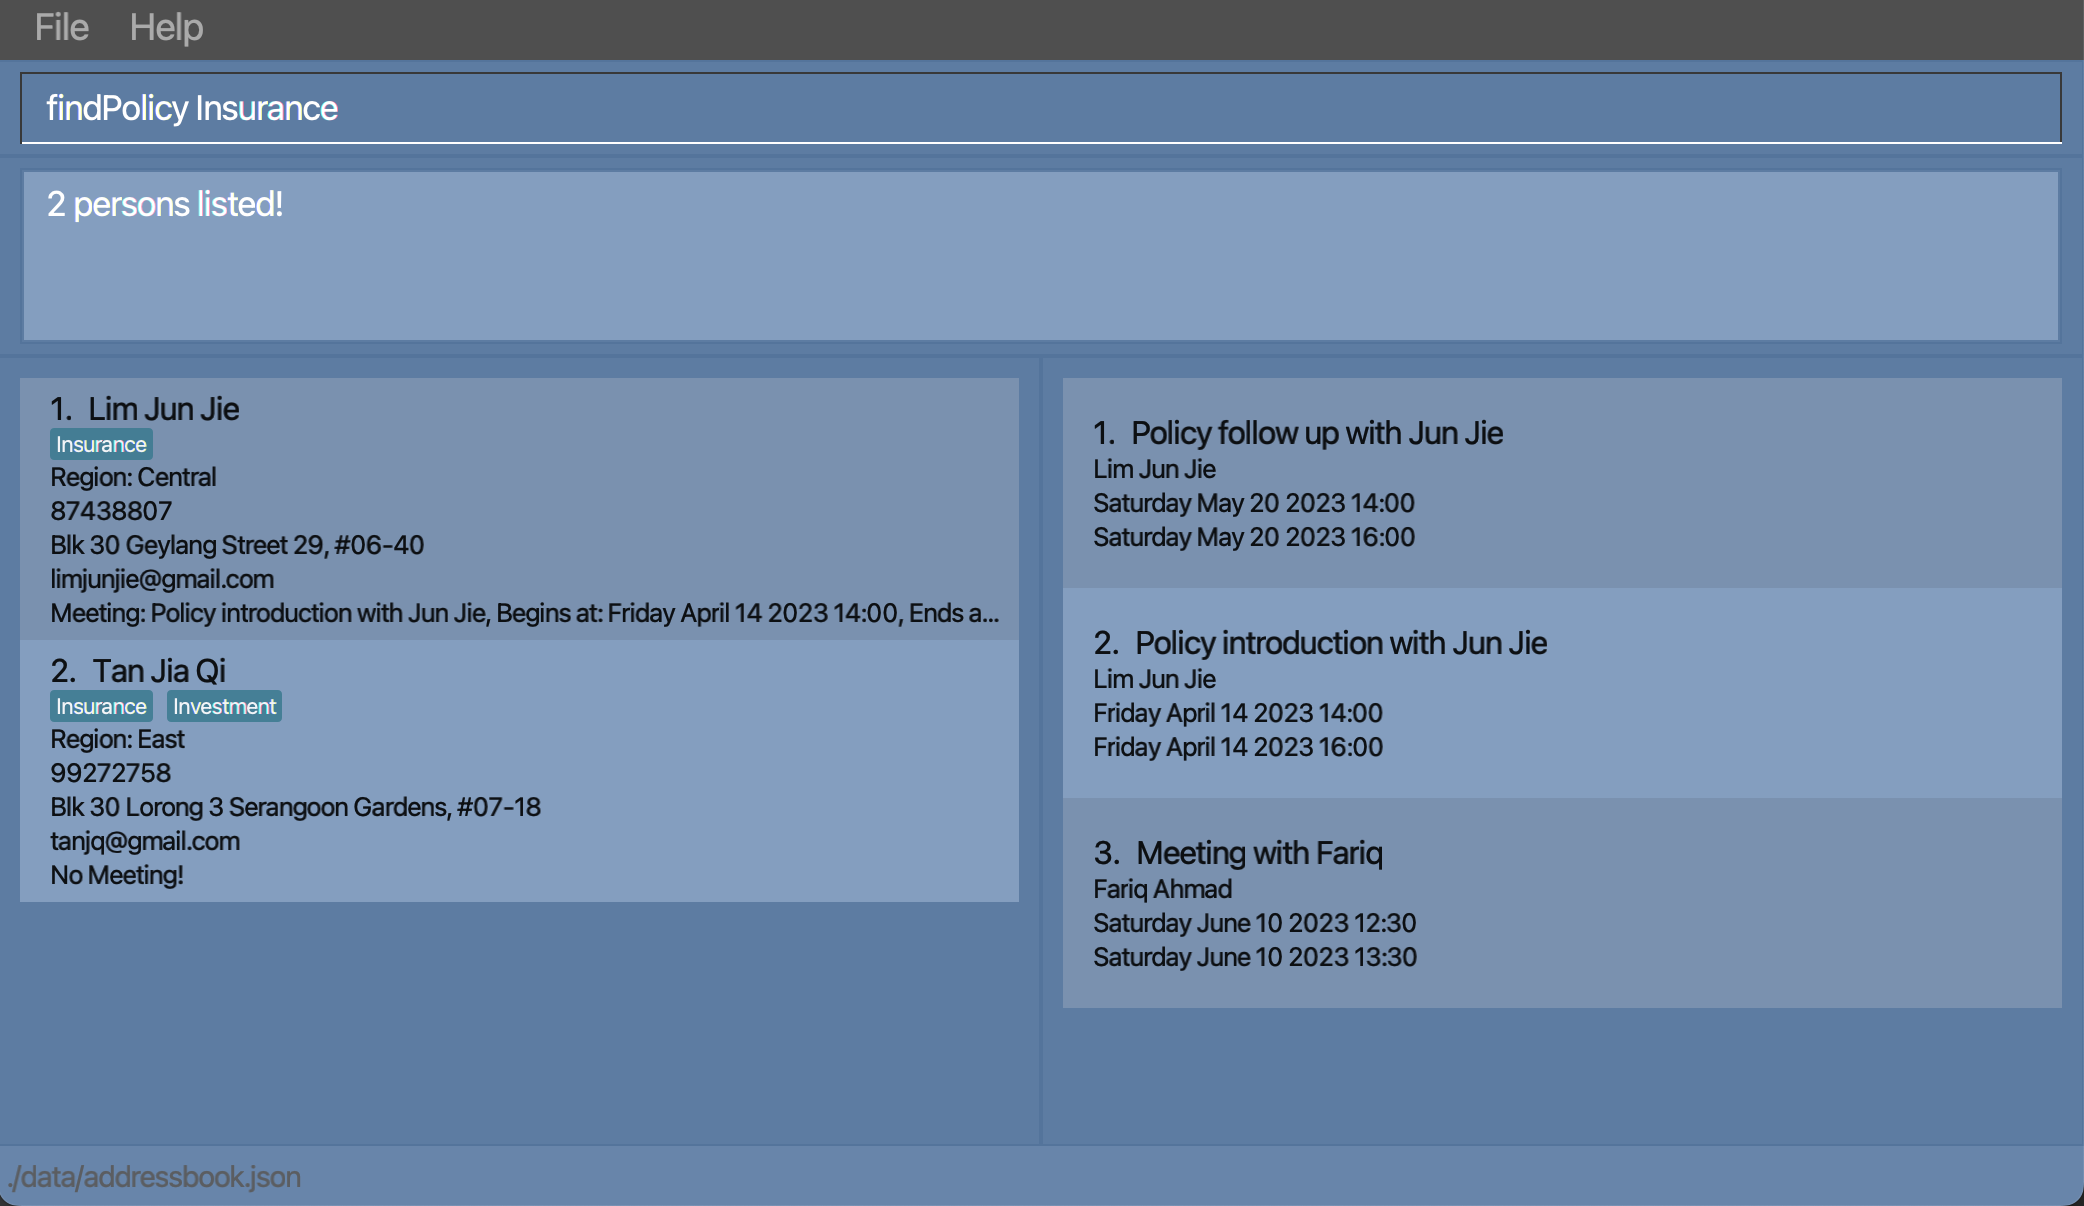 File Help
findPolicy Insurance
2 persons listed!
1. Lim Jun Jie
Insurance
Region: Central
87438807
Blk 30 Geylang Street 29, #06-40
limjunjie@gmail.com
Meeting: Policy introduction with Jun Jie, Begins at: Friday April 14 2023 14:00, Ends a...
2. Tan Jia Qi
Insurance Investment
Region: East
99272758
Blk 30 Lorong 3 Serangoon Gardens, #07-18
tanjq@gmail.com
No Meeting!
1. Policy follow up with Jun Jie
Lim Jun Jie
Saturday May 20 2023 14:00
Saturday May 20 2023 16:00
2. Policy introduction with Jun Jie
Lim Jun Jie
Friday April 14 2023 14:00
Friday April 14 2023 16:00
3. Meeting with Fariq
Fariq Ahmad
Saturday June 10 2023 12:30
Saturday June 10 2023 13:30
./data/addressbook.json